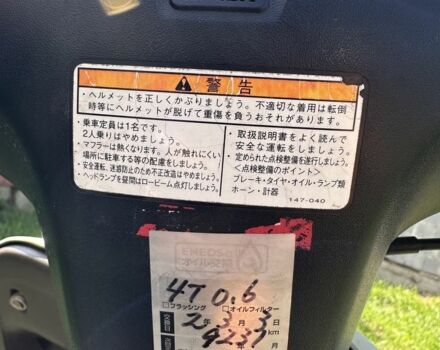 警告
・ヘルメットを正しくかぶりましょう。不適切な着用は転倒
時等にヘルメットが脱げて重傷を負うおそれがあります。
・乗車定員は1名です。
2人乗りはやめましょう。
・マフラーは熱くなります。人が触れにくい
場所に駐車する等の配慮をしましょう。
安全運転、迷惑防止のため不正改造はやめましょう。
ヘッドランプを昼間はロービーム点灯しましょう。
・取扱説明書をよく読んで
安全な運転をしましょう。
・定められた点検整備を遂行しましょう。
<点検整備のポイント>
ブレーキ・タイヤ・オイル・ランプ類
ホーン・計器
147-040
ENEOS
オイル交換
4T 0.6
□フラッシング □オイルフィルター
2年3月3日
9237km